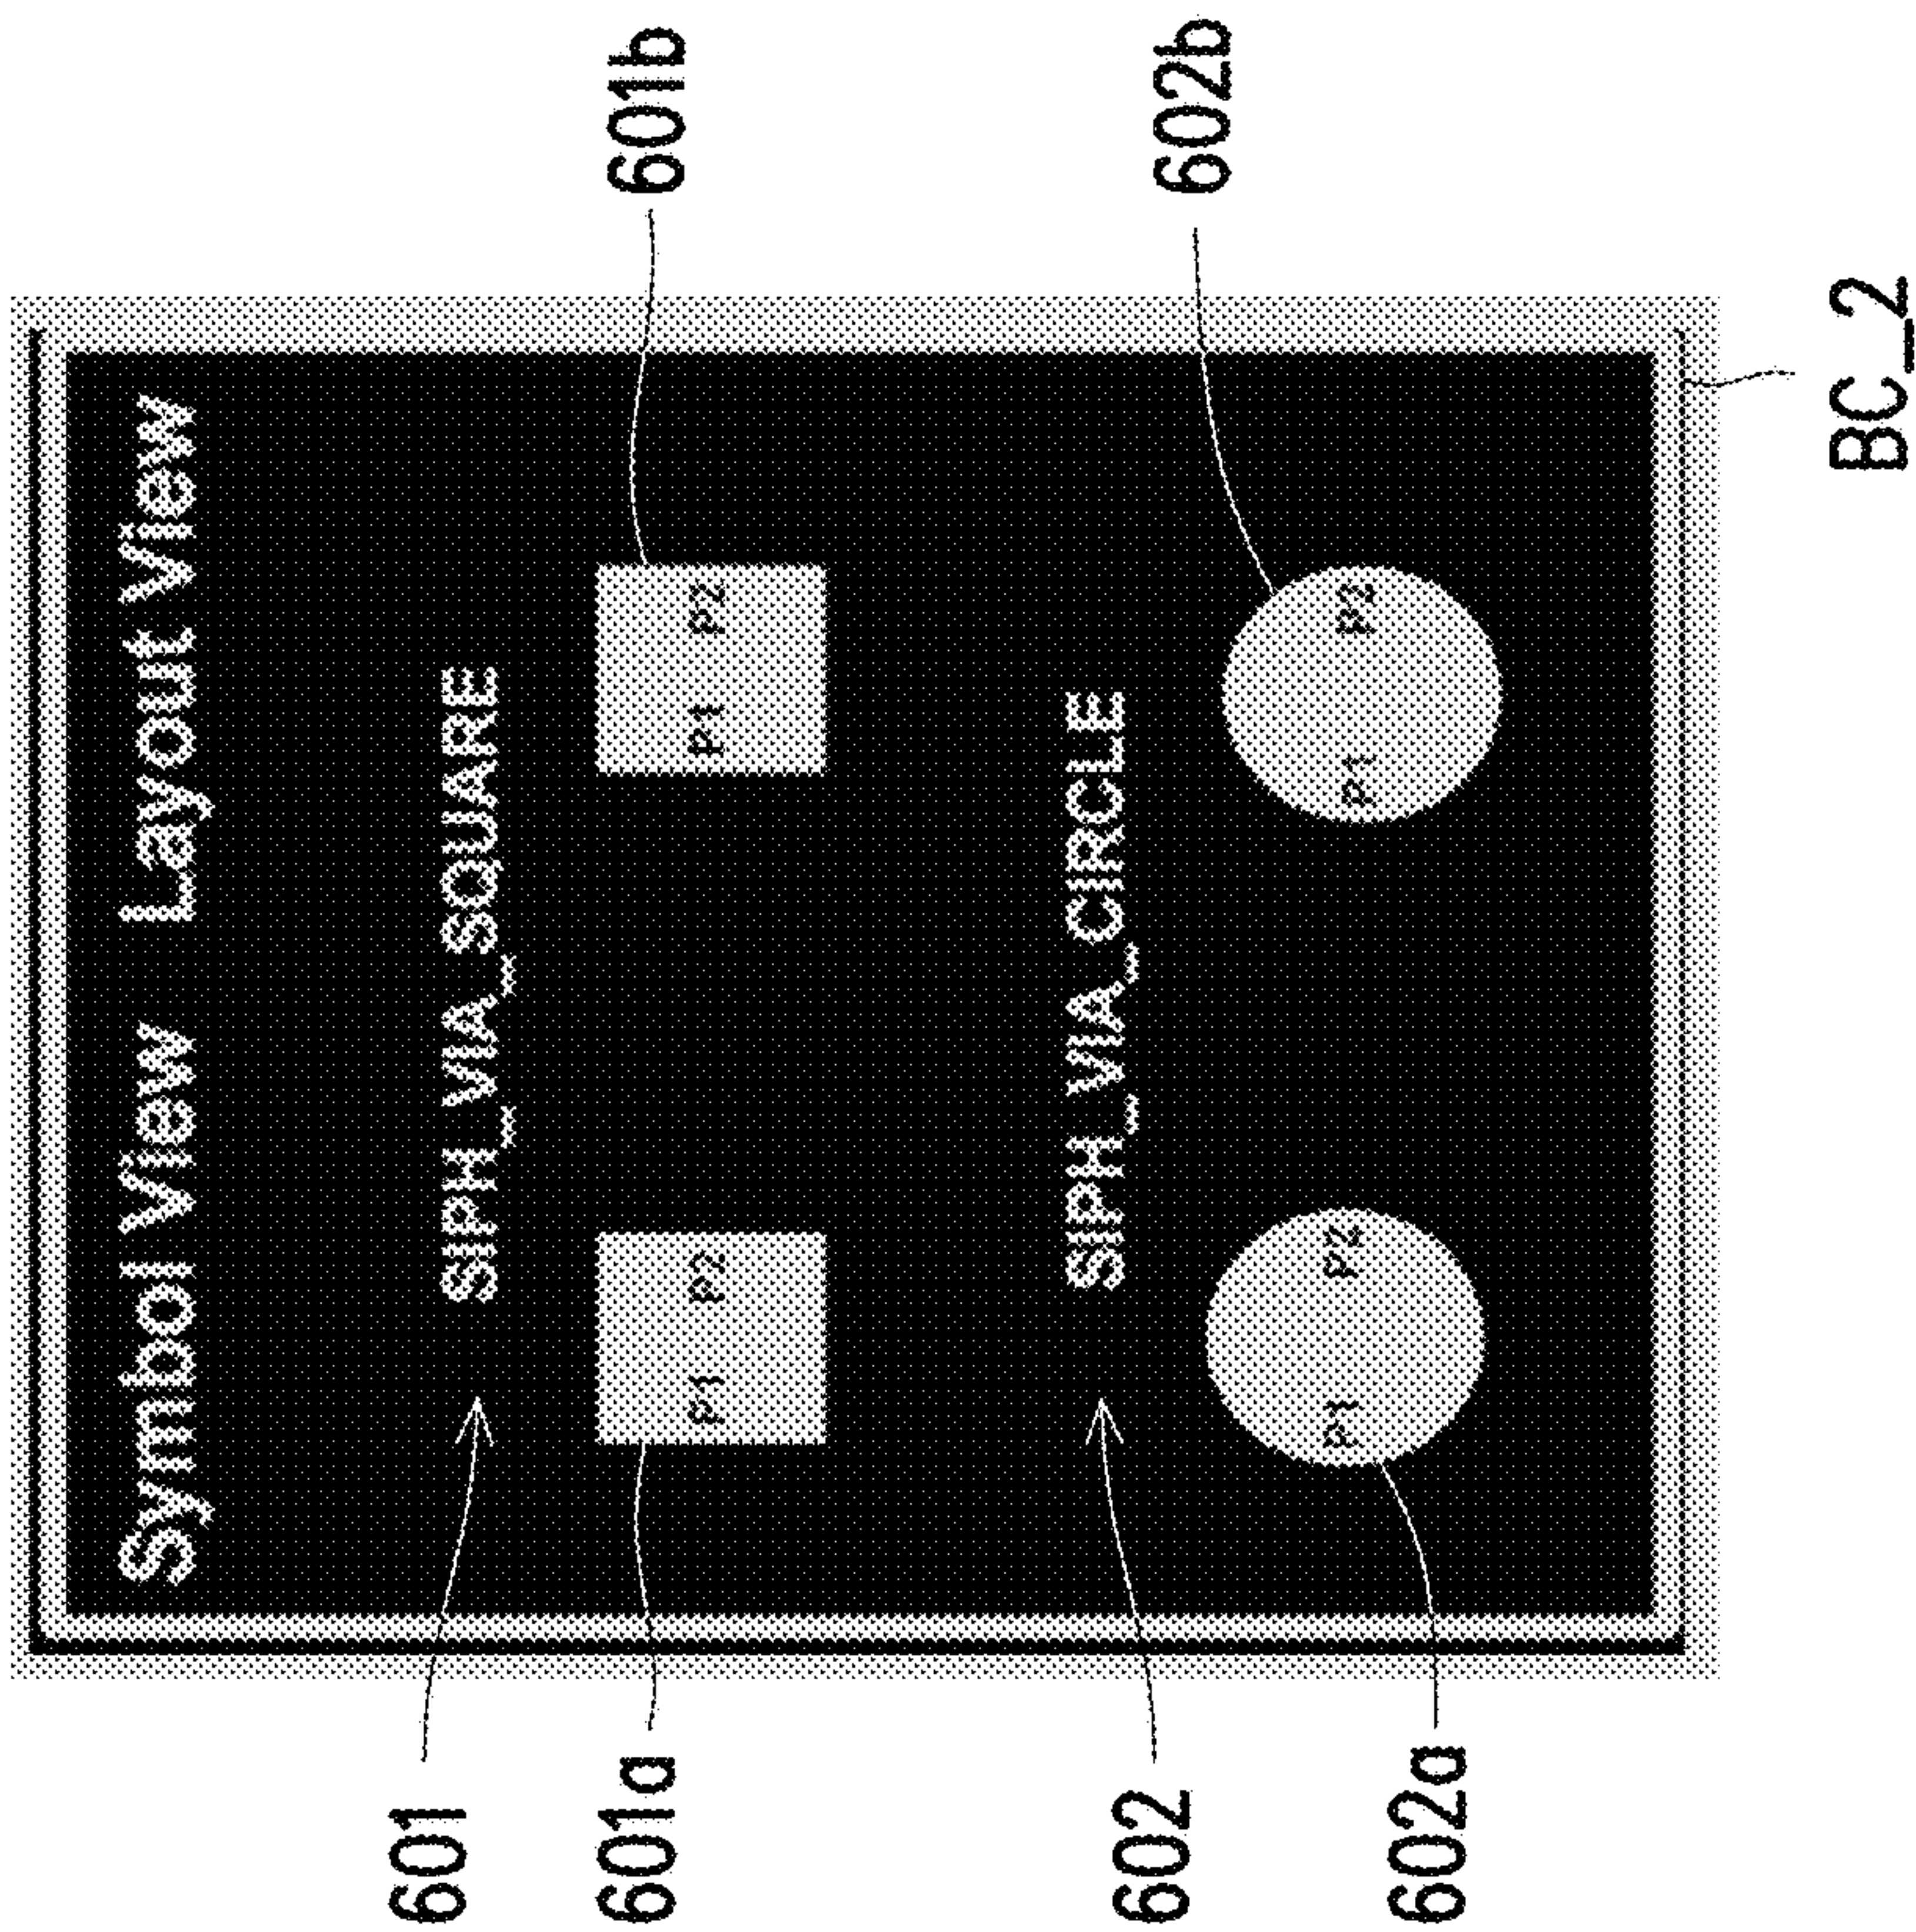 Symbol View Layout View
601 SIPH_VIA_SQUARE
601a P1 P2 P1 P2 601b
602 SIPH_VIA_CIRCLE
602a P1 P2 P1 P2 602b
BC_2